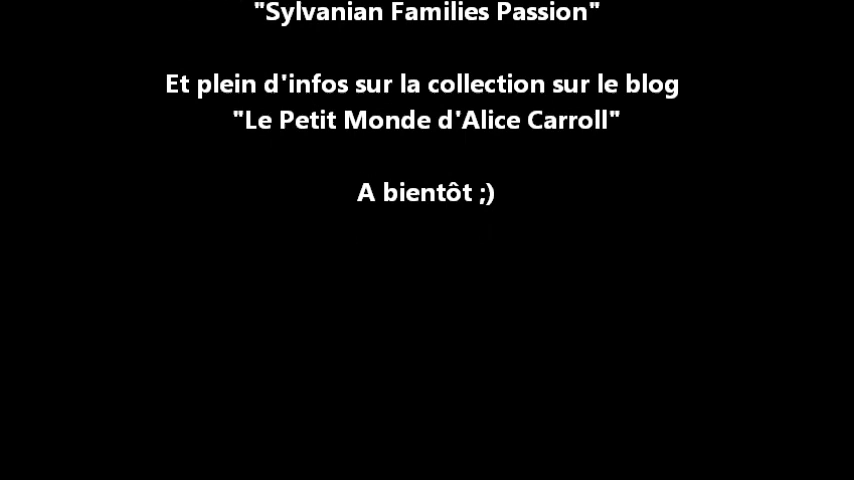 "Sylvanian Families Passion"
Et plein d'infos sur la collection sur le blog
"Le Petit Monde d'Alice Carroll"
A bientôt ;)